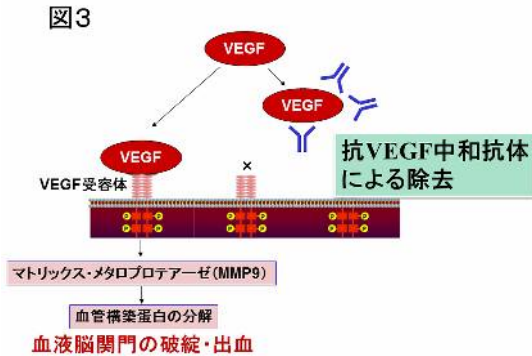 図3
VEGF
VEGF
VEGF
VEGF受容体
×
抗VEGF中和抗体
による除去
P P P P P P
P P P P P P
マトリックス・メタロプロテアーゼ(MMP9)
血管構築蛋白の分解
血液脳関門の破綻・出血